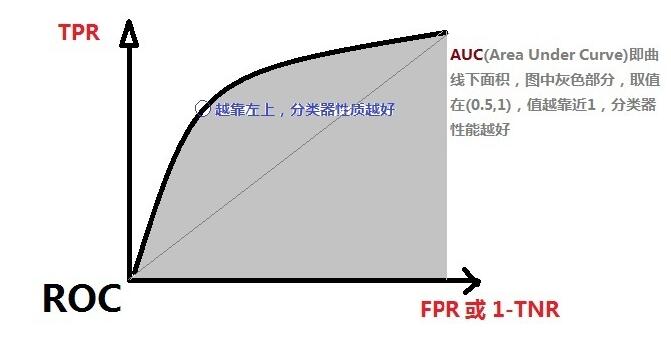 TPR
AUC(Area Under Curve)即曲
线下面积，图中灰色部分，取值
在(0.5,1)，值越靠近1，分类器
性能越好
越靠左上，分类器性质越好
ROC
FPR 或 1-TNR